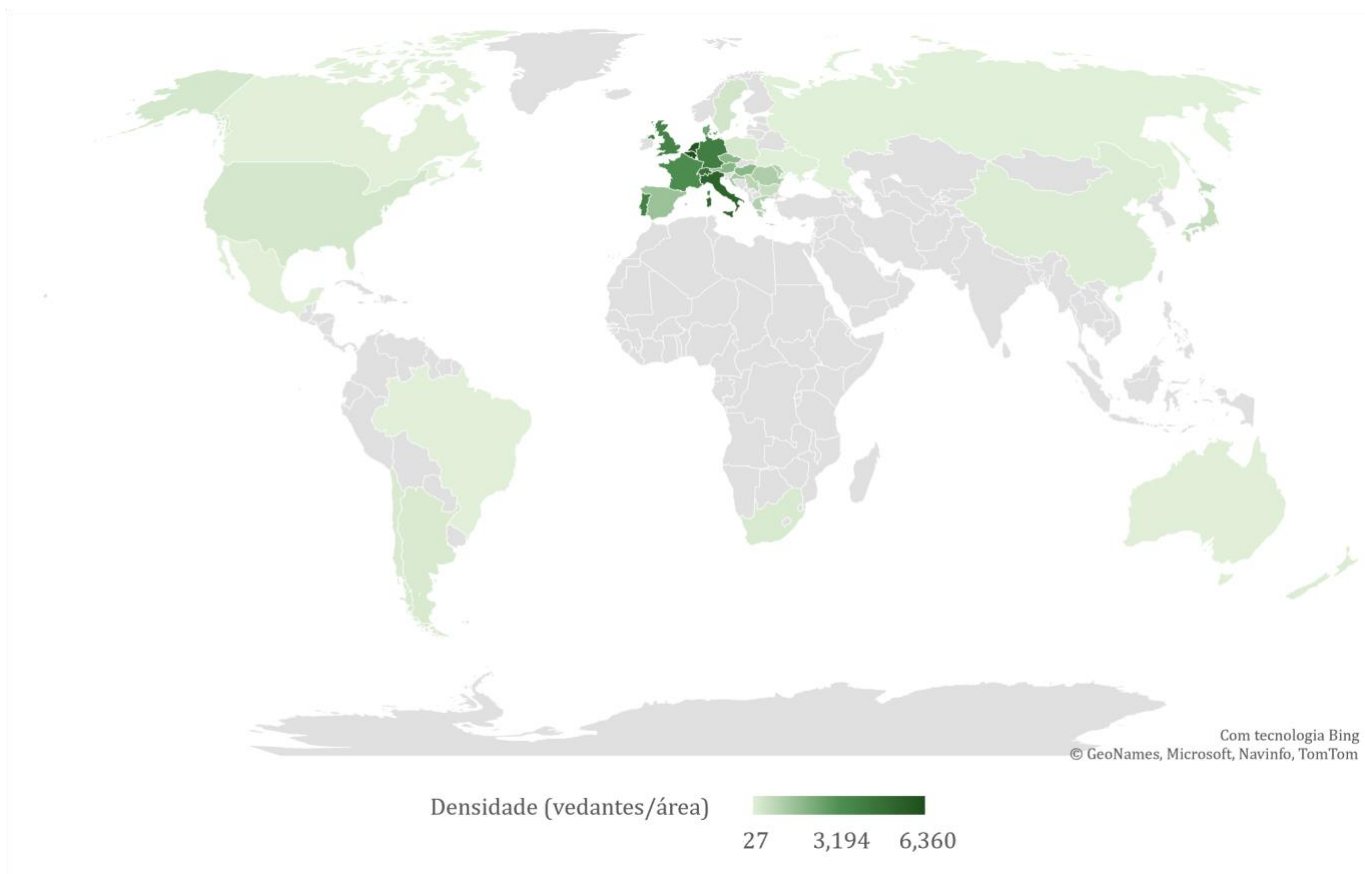 Com tecnologia Bing
© GeoNames, Microsoft, Navinfo, TomTom
Densidade (vedantes/área)
27 3,194 6,360